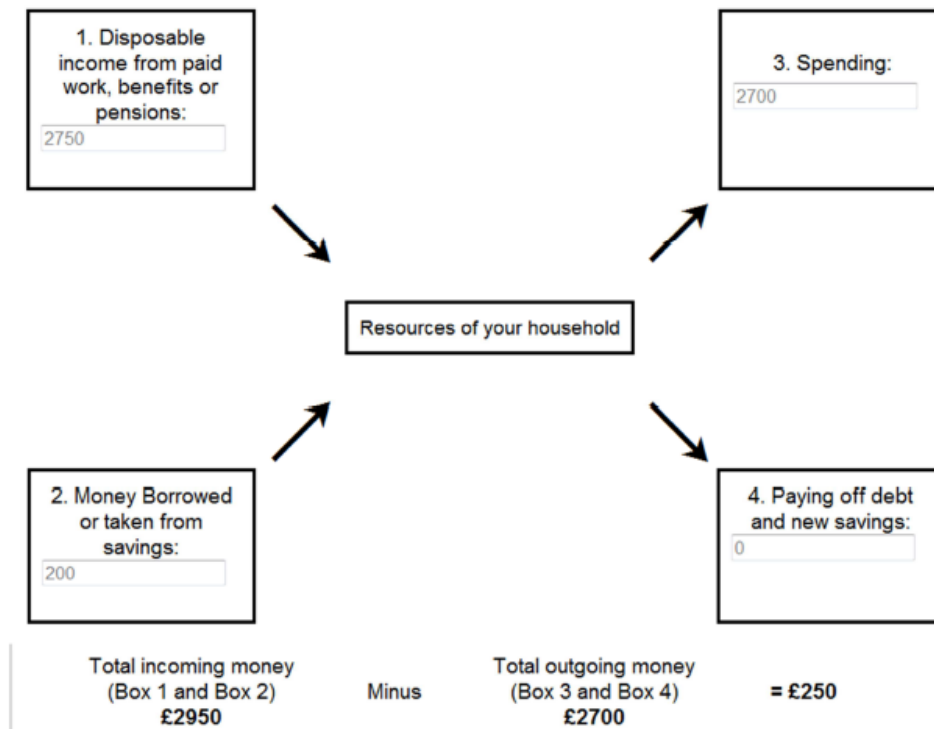 1. Disposable
income from paid
work, benefits or
pensions:
2750
3. Spending:
2700
Resources of your household
2. Money Borrowed
or taken from
savings:
200
4. Paying off debt
and new savings:
0
Total incoming money
(Box 1 and Box 2)
£2950
Minus
Total outgoing money
(Box 3 and Box 4)
£2700
= £250